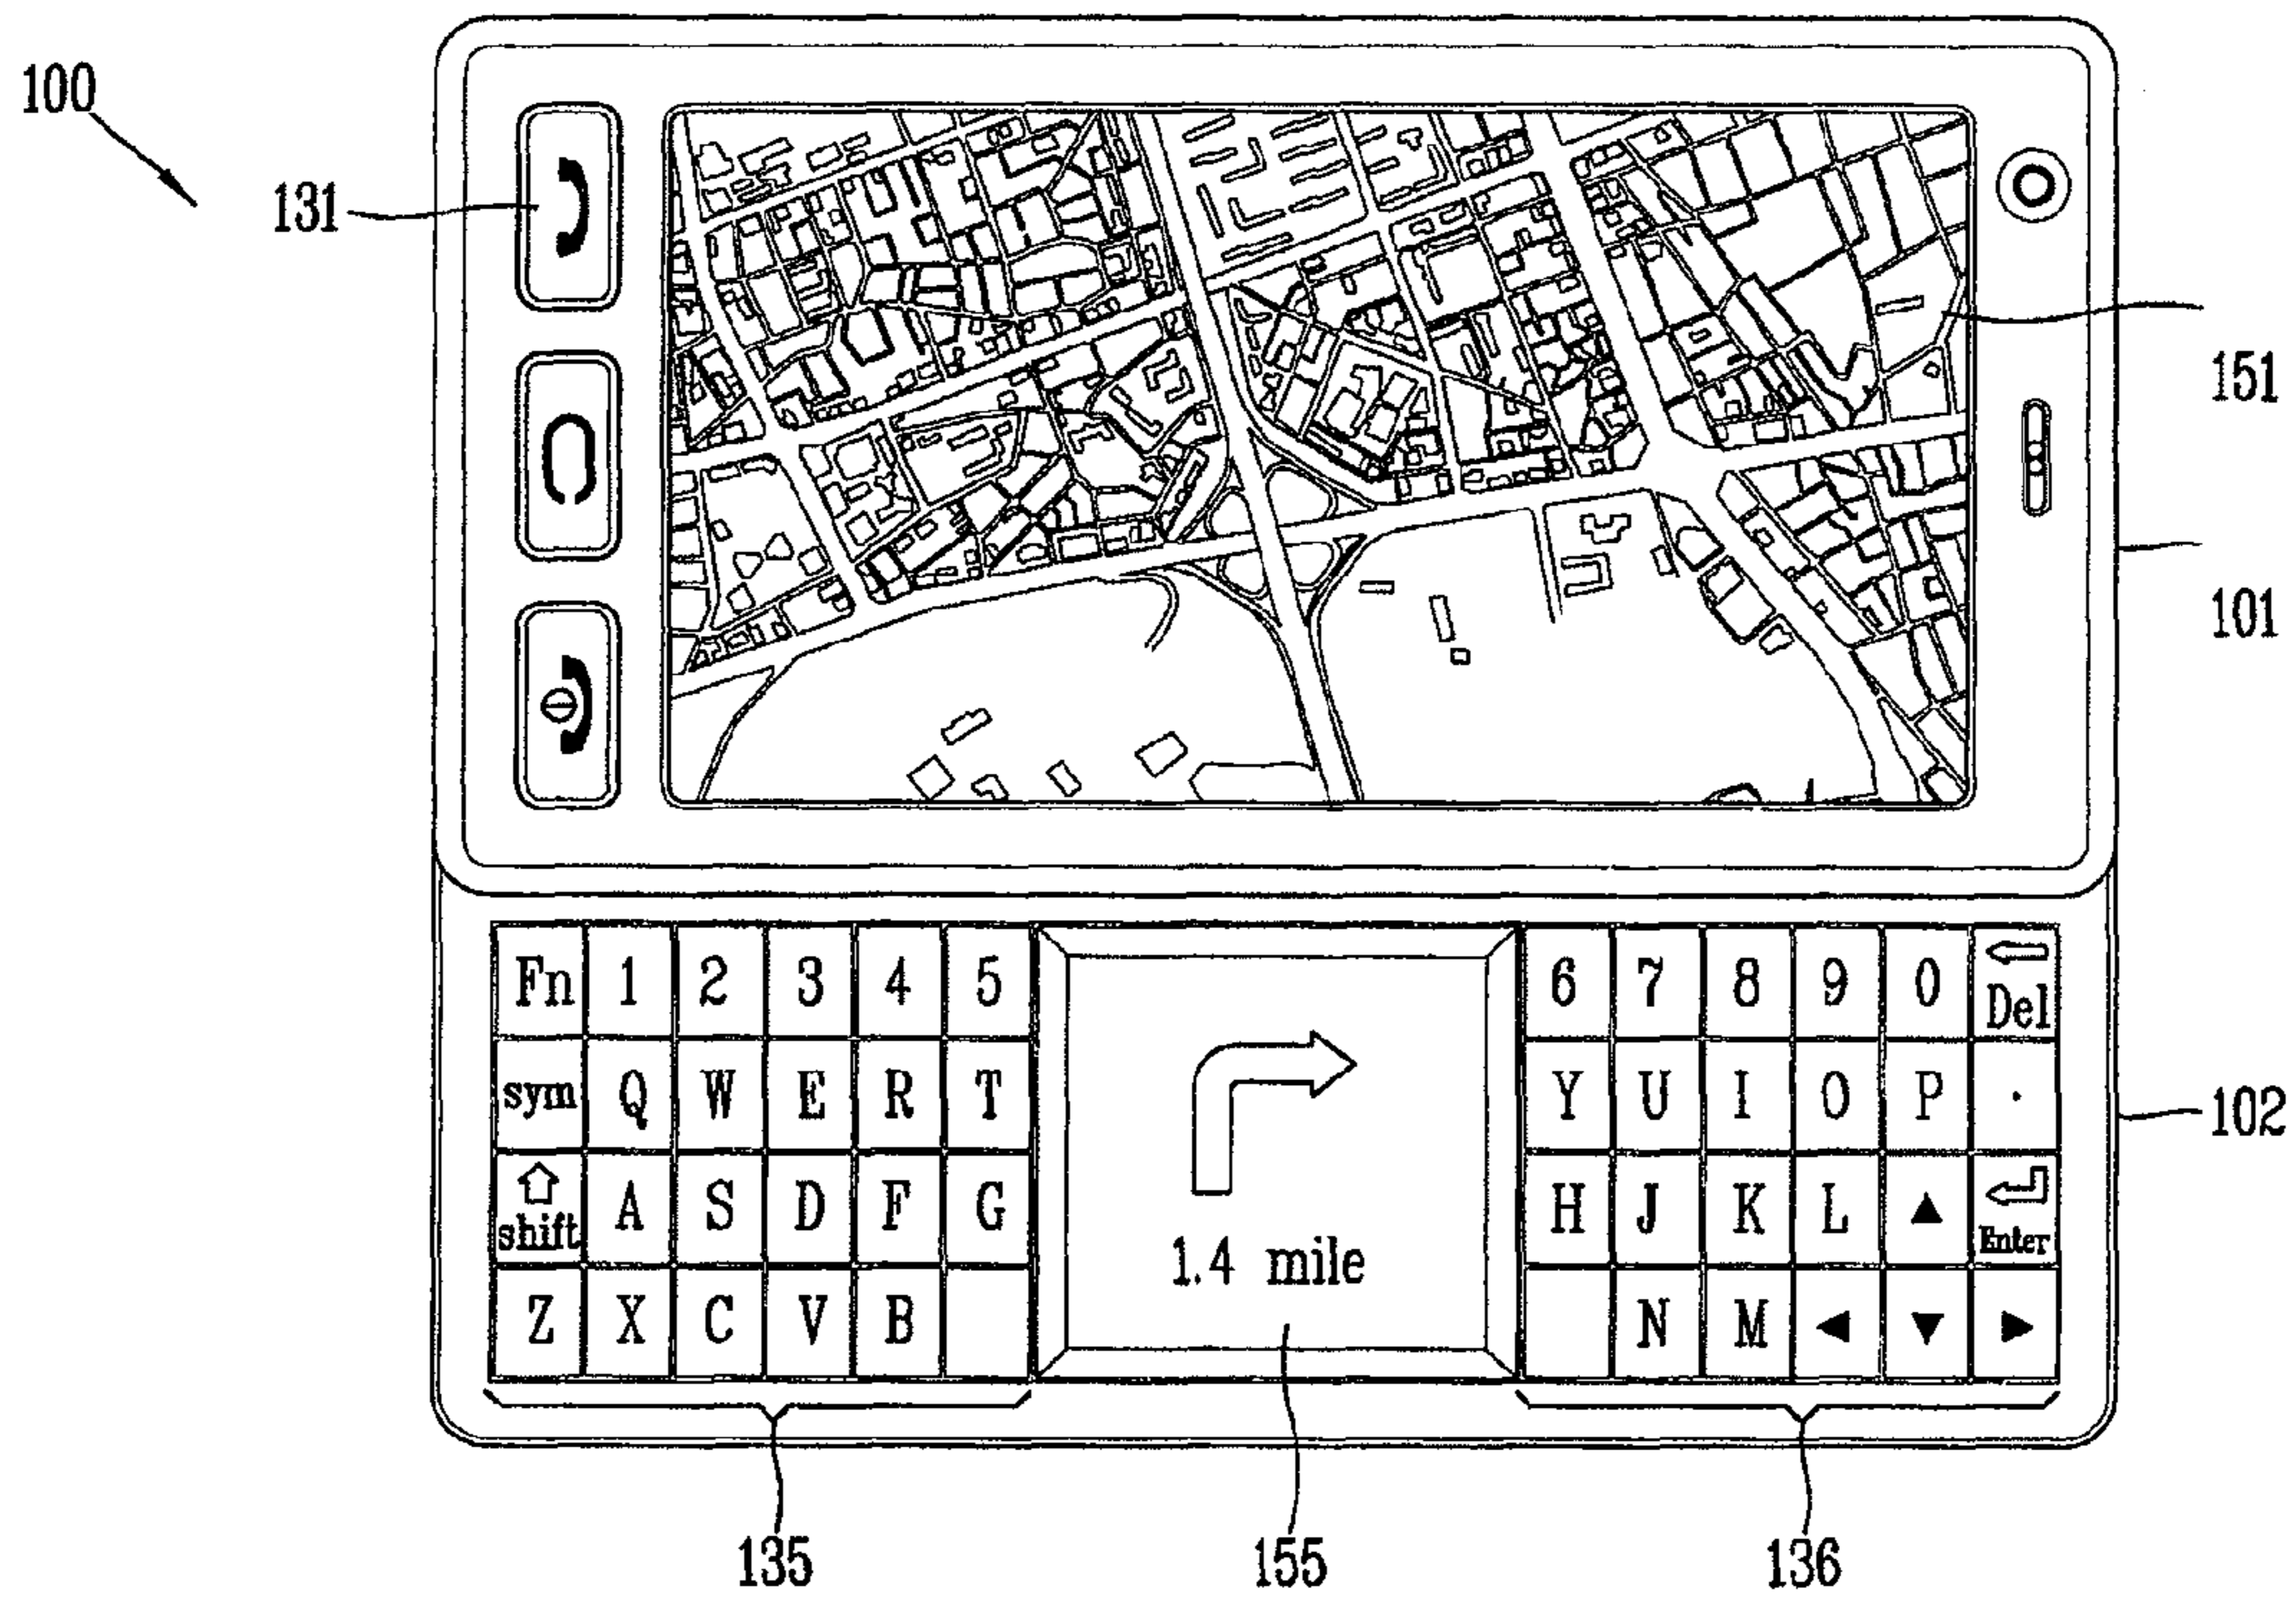 100
131
151
101
Fn 1 2 3 4 5 6 7 8 9 0 Del
sym Q W E R T Y U I O P .
shift A S D F G H J K L ▲ Enter
1.4 mile
Z X C V B N M ◀ ▼ ▶
102
135 155 136